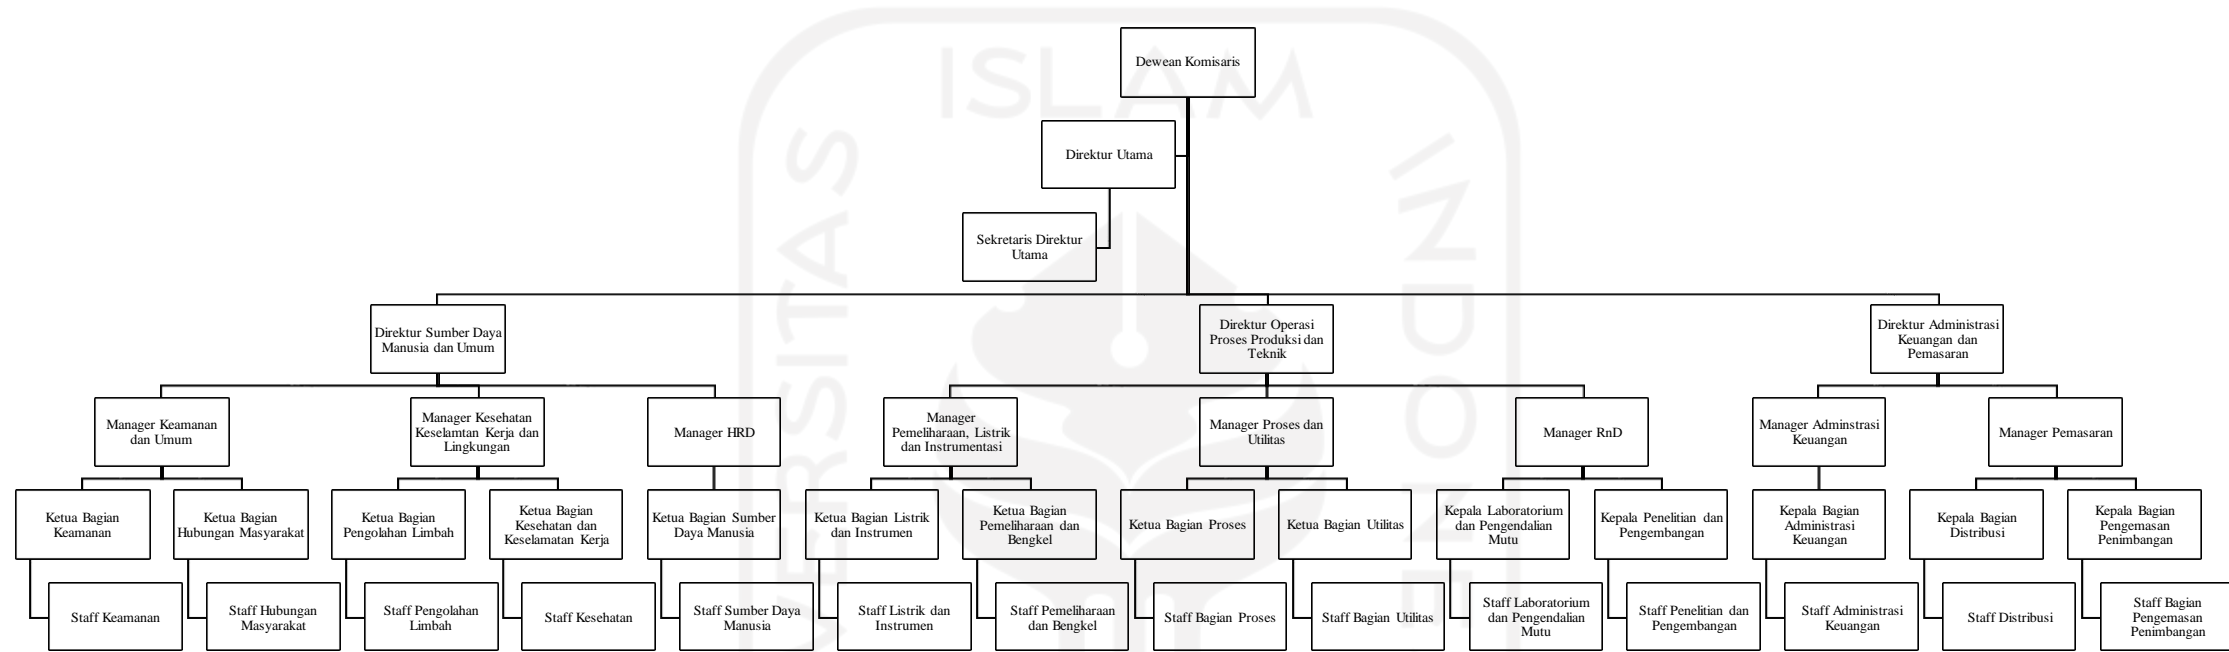 Dewean Komisaris
Direktur Utama
Sekretaris Direktur
Utama
Direktur Sumber Daya
Manusia dan Umum
Direktur Operasi
Proses Produksi dan
Teknik
Direktur Administrasi
Keuangan dan
Pemasaran
Manager Keamanan
dan Umum
Manager Kesehatan
Keselamtan Kerja dan
Lingkungan
Manager HRD
Manager
Pemeliharaan, Listrik
dan Instrumentasi
Manager Proses dan
Utilitas
Manager RnD
Manager Adminstrasi
Keuangan
Manager Pemasaran
Ketua Bagian
Keamanan
Ketua Bagian
Hubungan Masyarakat
Ketua Bagian
Pengolahan Limbah
Ketua Bagian
Kesehatan dan
Keselamatan Kerja
Ketua Bagian Sumber
Daya Manusia
Ketua Bagian Listrik
dan Instrumen
Ketua Bagian
Pemeliharaan dan
Bengkel
Ketua Bagian Proses
Ketua Bagian Utilitas
Kepala Laboratorium
dan Pengendalian
Mutu
Kepala Penelitian dan
Pengembangan
Kepala Bagian
Administrasi
Keuangan
Kepala Bagian
Distribusi
Kepala Bagian
Pengemasan
Penimbangan
Staff Keamanan
Staff Hubungan
Masyarakat
Staff Pengolahan
Limbah
Staff Kesehatan
Staff Sumber Daya
Manusia
Staff Listrik dan
Instrumen
Staff Pemeliharaan
dan Bengkel
Staff Bagian Proses
Staff Bagian Utilitas
Staff Laboratorium
dan Pengendalian
Mutu
Staff Penelitian dan
Pengembangan
Staff Administrasi
Keuangan
Staff Distribusi
Staff Bagian
Pengemasan
Penimbangan
VERSITAS
ISLAM
INDONE